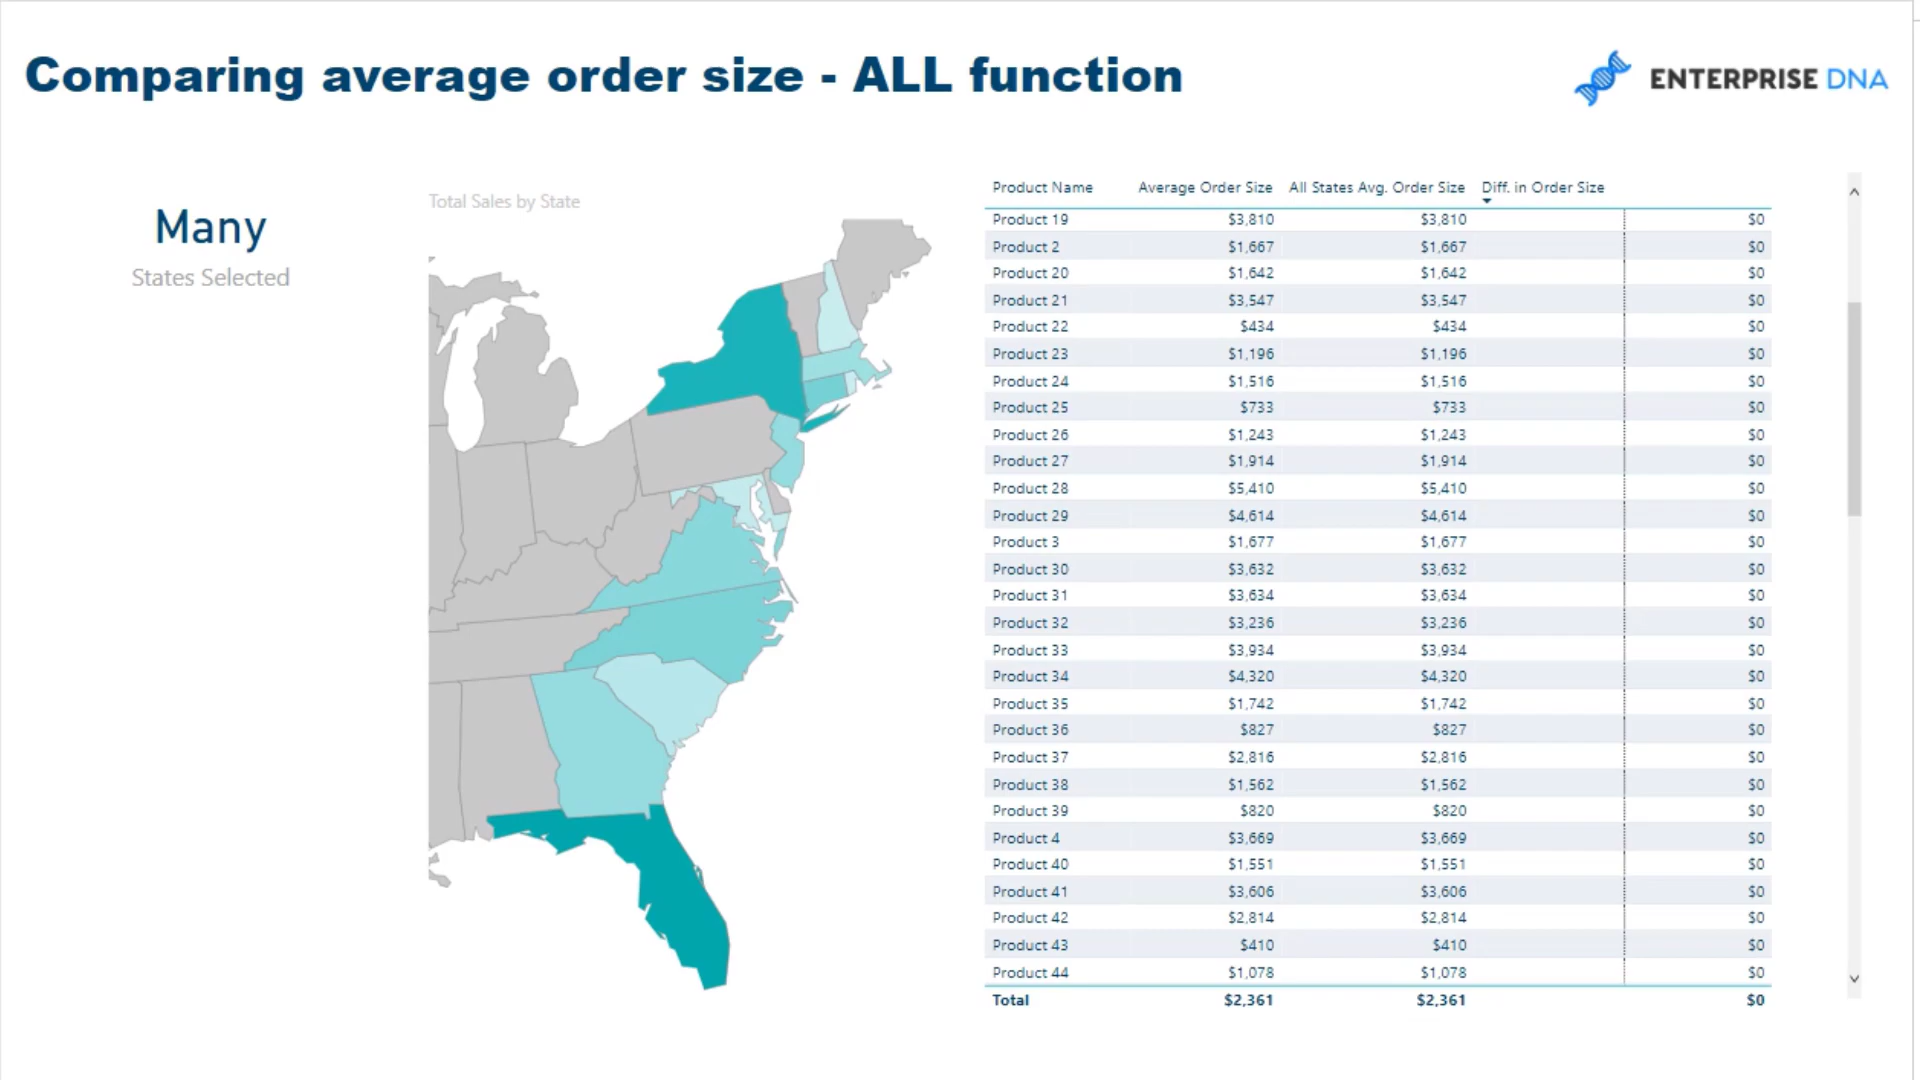 Comparing average order size - ALL function
ENTERPRISE DNA
Many
States Selected
Total Sales by State
Product Name Average Order Size All States Avg. Order Size Diff. in Order Size
Product 19 $3,810 $3,810 $0
Product 2 $1,667 $1,667 $0
Product 20 $1,642 $1,642 $0
Product 21 $3,547 $3,547 $0
Product 22 $434 $434 $0
Product 23 $1,196 $1,196 $0
Product 24 $1,516 $1,516 $0
Product 25 $733 $733 $0
Product 26 $1,243 $1,243 $0
Product 27 $1,914 $1,914 $0
Product 28 $5,410 $5,410 $0
Product 29 $4,614 $4,614 $0
Product 3 $1,677 $1,677 $0
Product 30 $3,632 $3,632 $0
Product 31 $3,634 $3,634 $0
Product 32 $3,236 $3,236 $0
Product 33 $3,934 $3,934 $0
Product 34 $4,320 $4,320 $0
Product 35 $1,742 $1,742 $0
Product 36 $827 $827 $0
Product 37 $2,816 $2,816 $0
Product 38 $1,562 $1,562 $0
Product 39 $820 $820 $0
Product 4 $3,669 $3,669 $0
Product 40 $1,551 $1,551 $0
Product 41 $3,606 $3,606 $0
Product 42 $2,814 $2,814 $0
Product 43 $410 $410 $0
Product 44 $1,078 $1,078 $0
Total $2,361 $2,361 $0